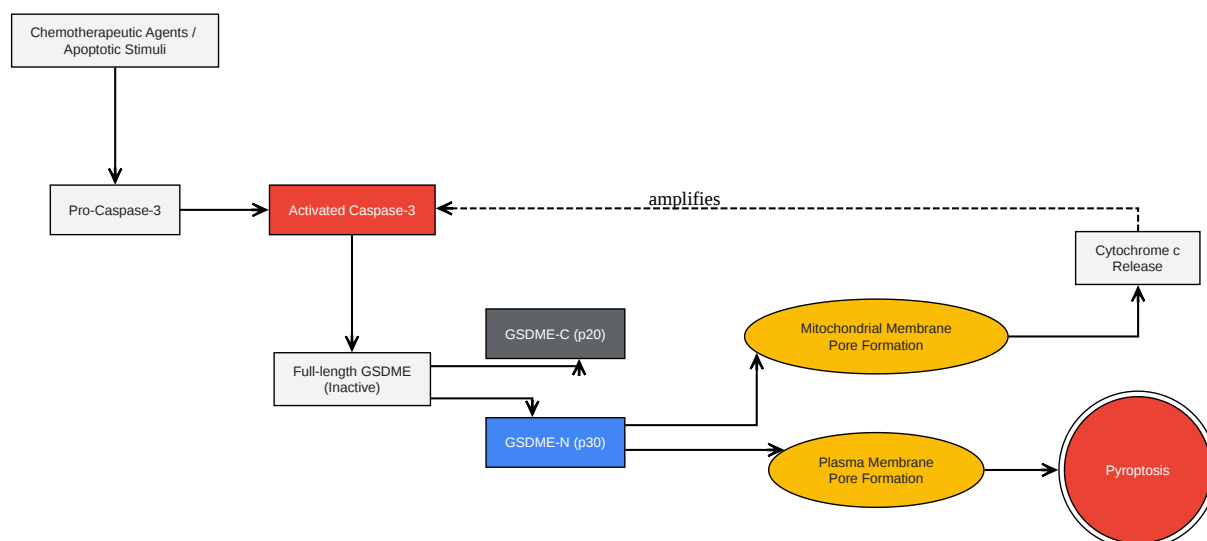 Chemotherapeutic Agents /
Apoptotic Stimuli
Pro-Caspase-3
Activated Caspase-3
amplifies
Cytochrome c
Release
GSDME-C (p20)
Mitochondrial Membrane
Pore Formation
Full-length GSDME
(Inactive)
GSDME-N (p30)
Plasma Membrane
Pore Formation
Pyroptosis